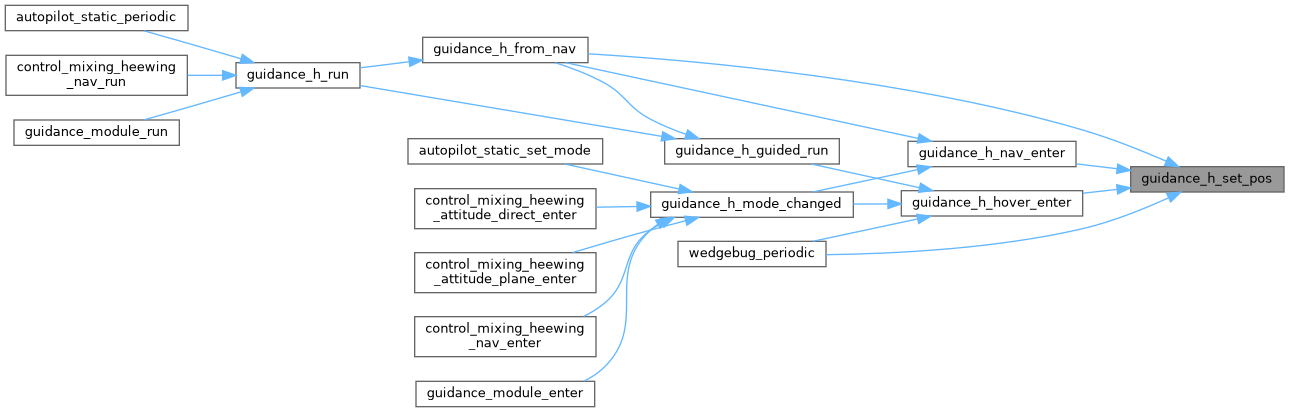 autopilot_static_periodic
control_mixing_heewing
_nav_run
guidance_module_run
guidance_h_run
guidance_h_from_nav
autopilot_static_set_mode
control_mixing_heewing
_attitude_direct_enter
control_mixing_heewing
_attitude_plane_enter
control_mixing_heewing
_nav_enter
guidance_module_enter
guidance_h_guided_run
guidance_h_mode_changed
wedgebug_periodic
guidance_h_nav_enter
guidance_h_hover_enter
guidance_h_set_pos